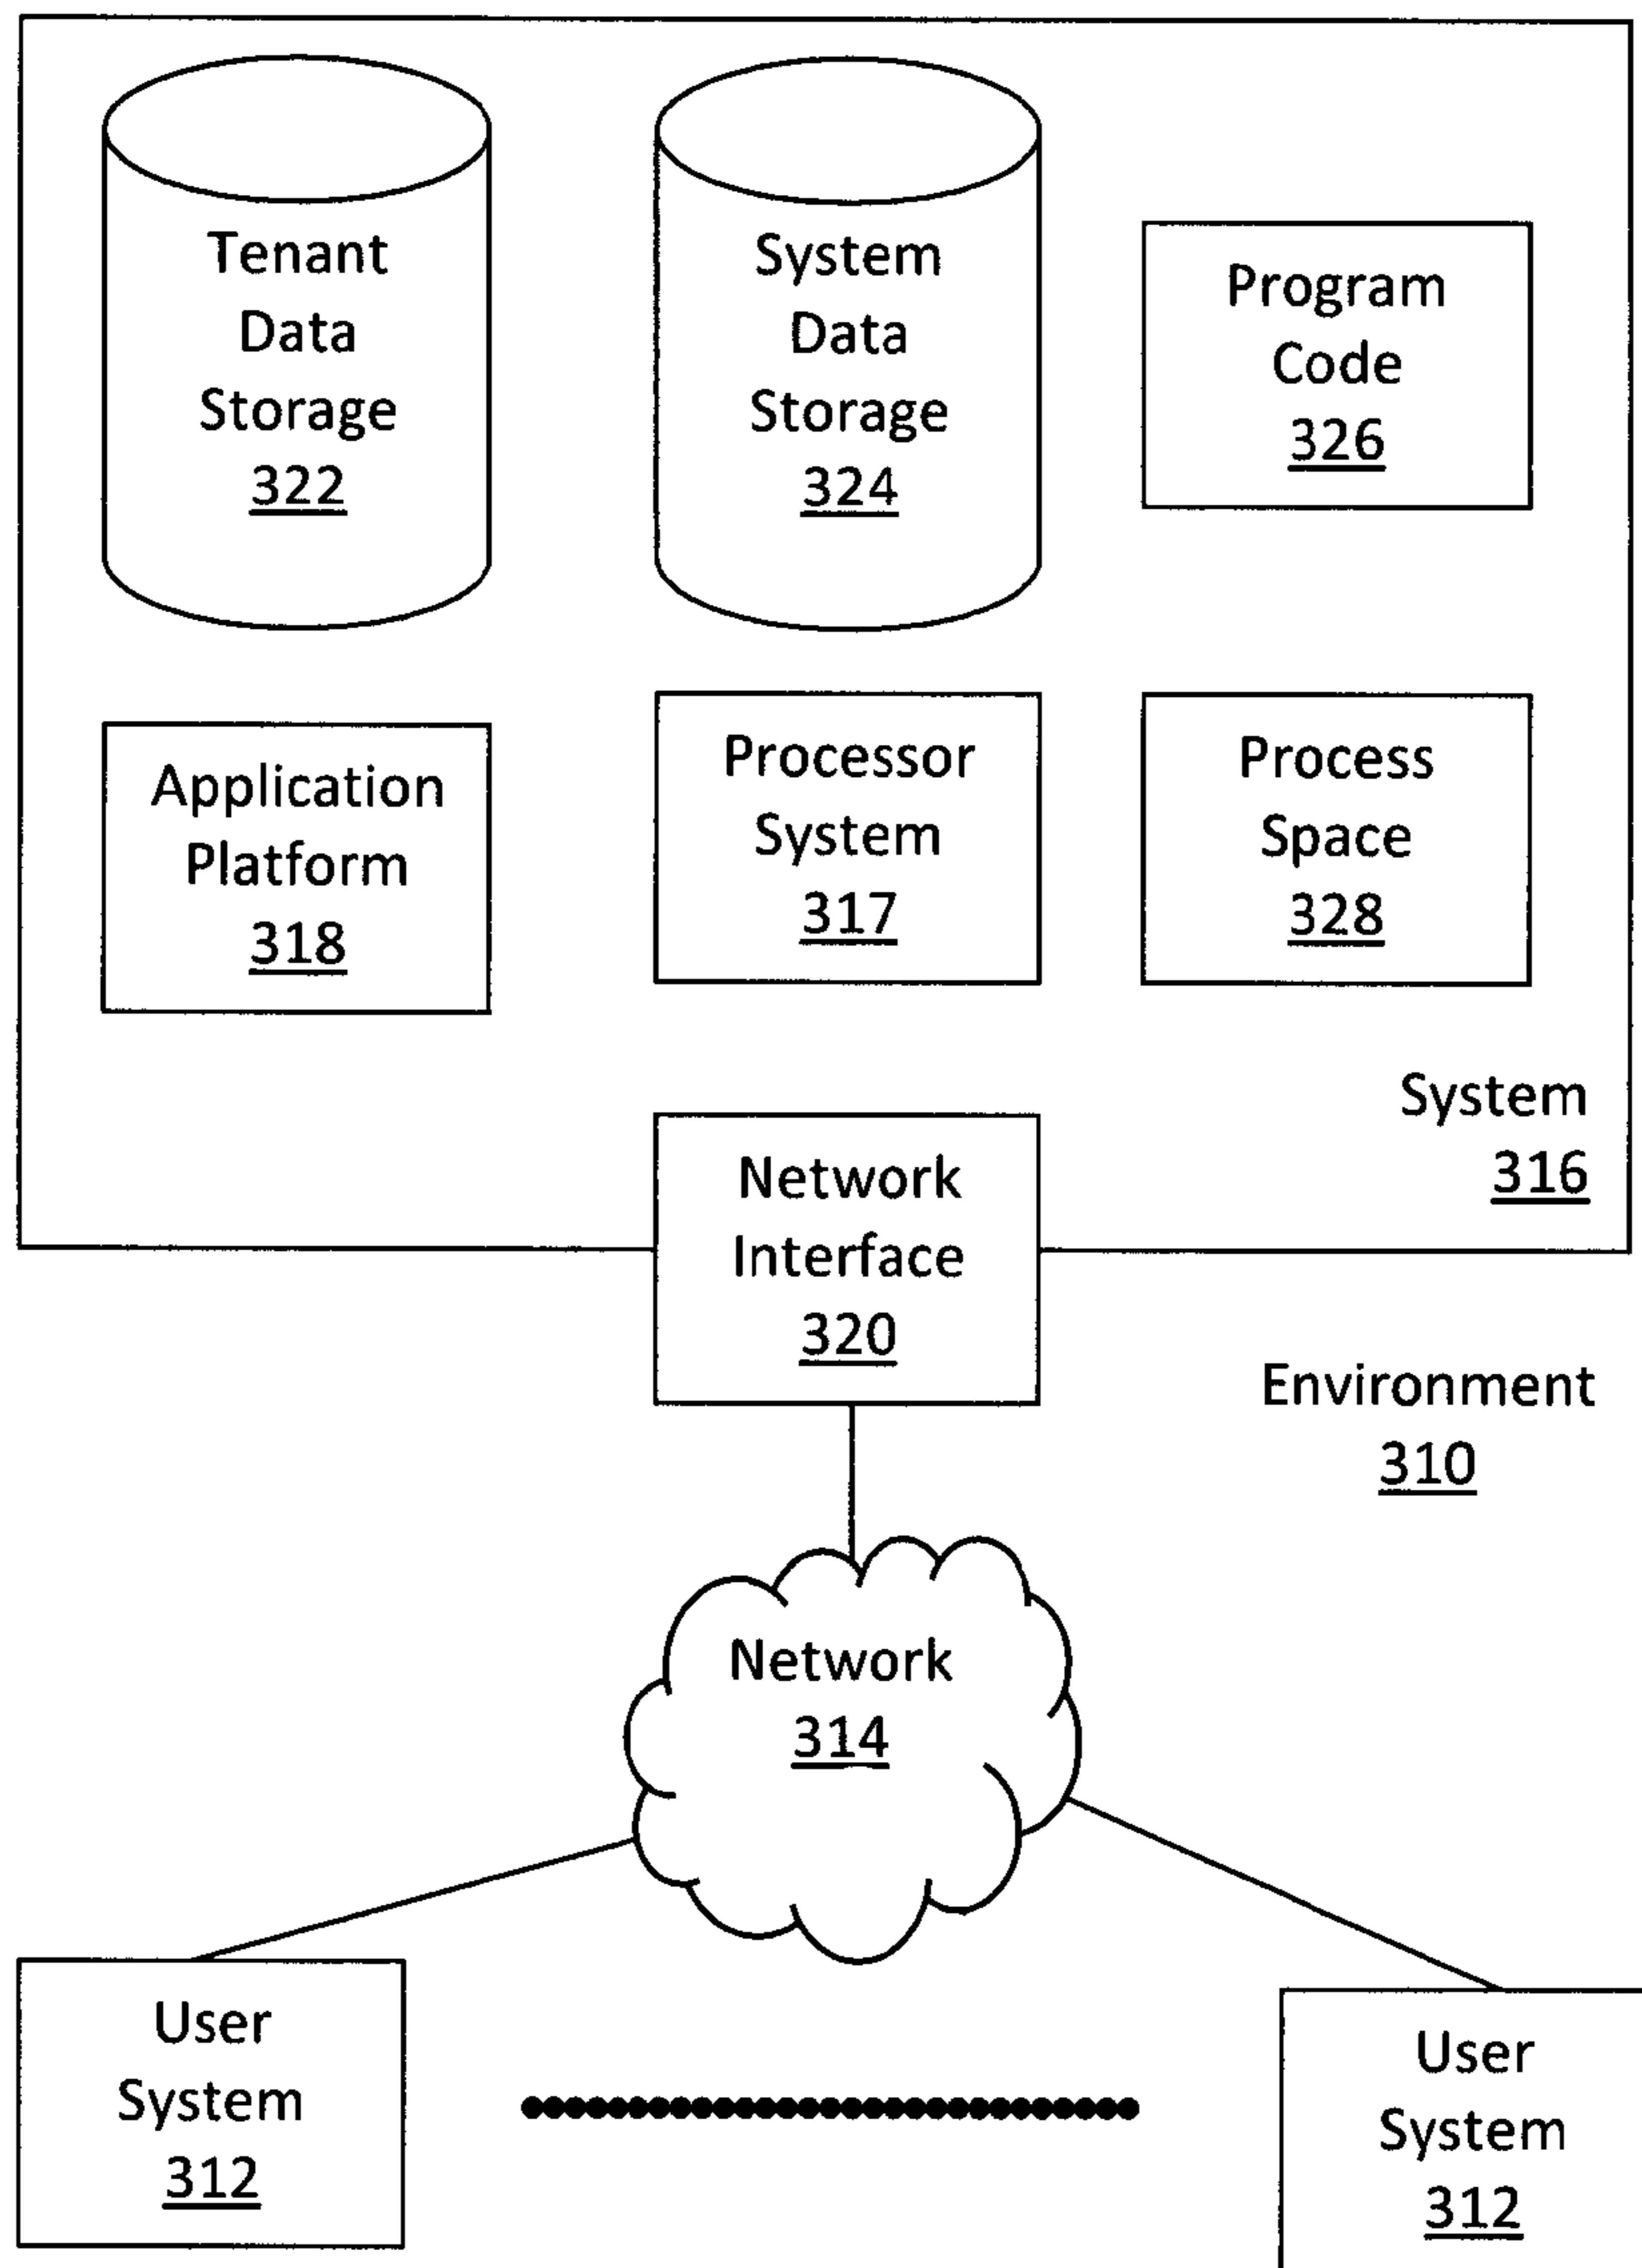 Tenant
Data
Storage
322
System
Data
Storage
324
Program
Code
326
Application
Platform
318
Processor
System
317
Process
Space
328
System
316
Network
Interface
320
Environment
310
Network
314
User
System
312
User
System
312